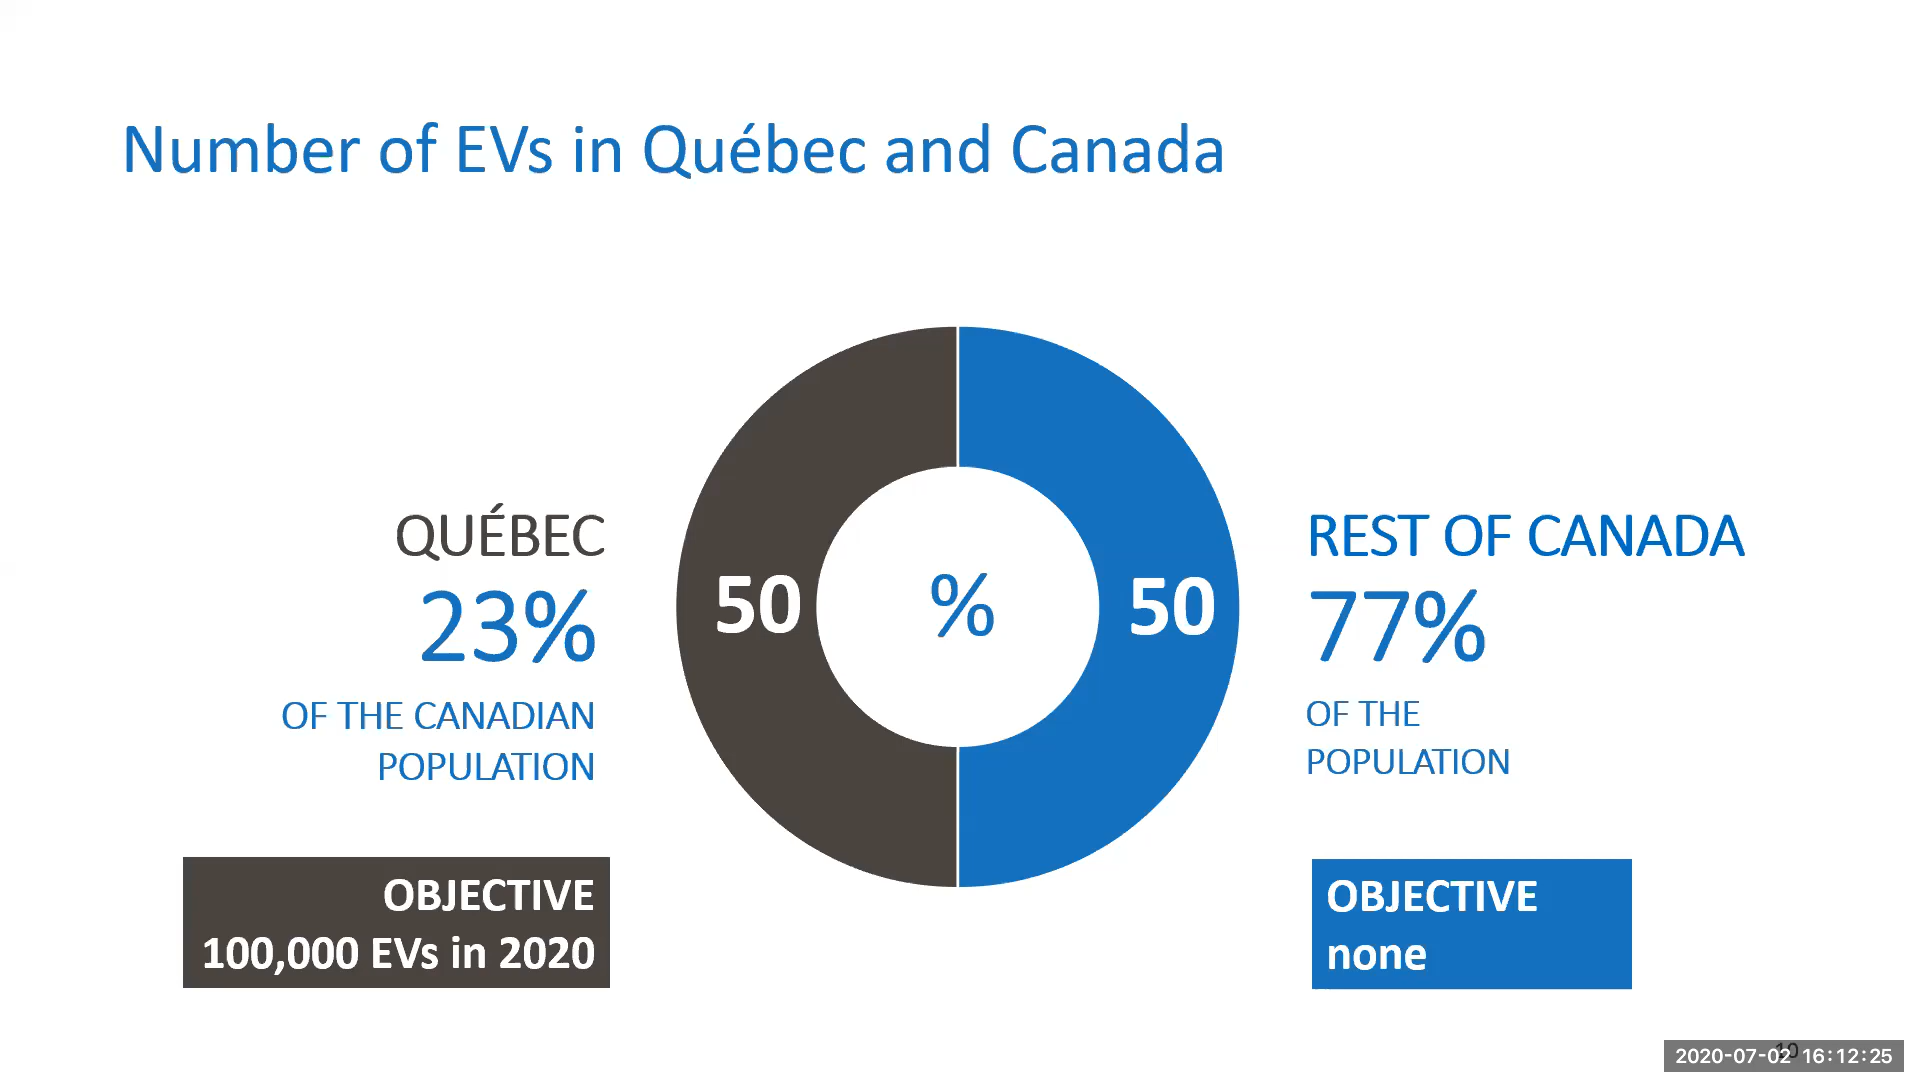 Number of EVs in Québec and Canada
QUÉBEC
23%
OF THE CANADIAN
POPULATION
OBJECTIVE
100,000 EVs in 2020
50
%
50
REST OF CANADA
77%
OF THE
POPULATION
OBJECTIVE
none
10
2020-07-02 16:12:25